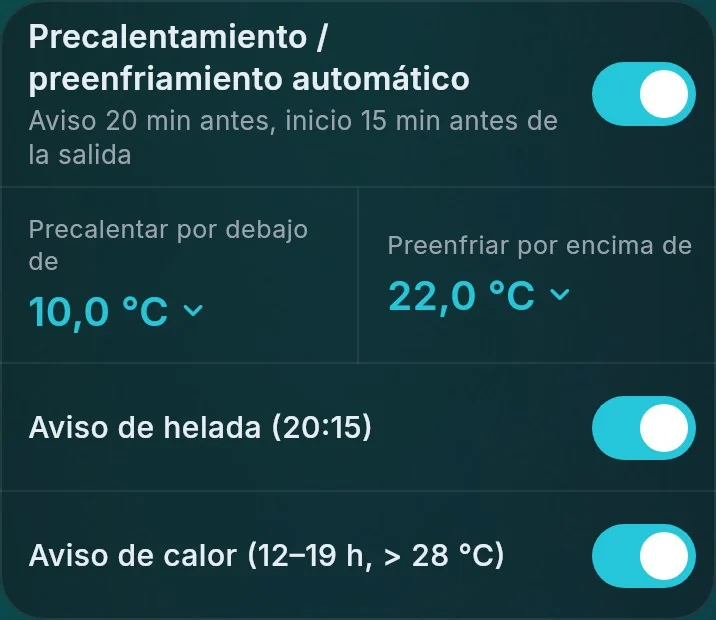 Precalentamiento /
preenfriamiento automático
Aviso 20 min antes, inicio 15 min antes de
la salida
Precalentar por debajo
de
10,0 °C
Preenfriar por encima de
22,0 °C
Aviso de helada (20:15)
Aviso de calor (12–19 h, > 28 °C)